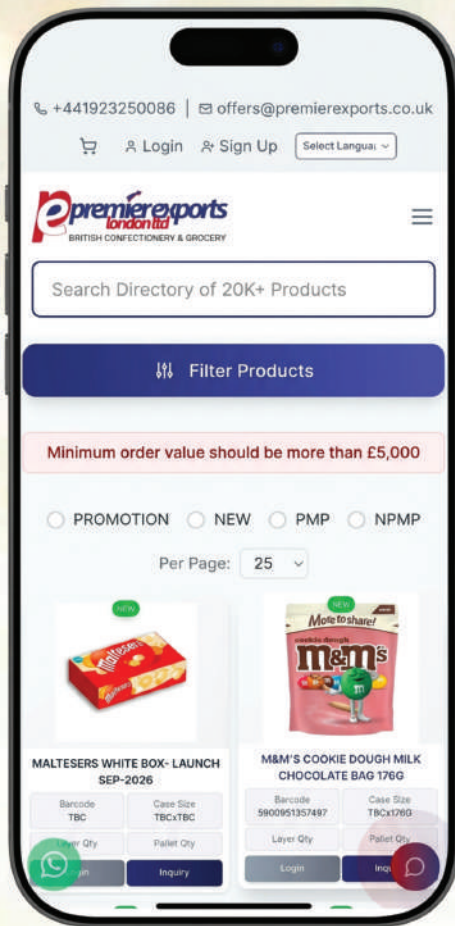 +441923250086 | offers@premierexports.co.uk
Login Sign Up Select Languag
premierexports
london ltd
BRITISH CONFECTIONERY & GROCERY
Search Directory of 20K+ Products
Filter Products
Minimum order value should be more than £5,000
PROMOTION NEW PMP NPMP
Per Page: 25
NEW
Maltesers
Maltesers
NEW
More to share!
cookie dough
m&m's
MALTESERS WHITE BOX- LAUNCH
SEP-2026
Barcode Case Size
TBC TBCxTBC
Layer Qty Pallet Qty
Inquiry
M&M'S COOKIE DOUGH MILK
CHOCOLATE BAG 176G
Barcode Case Size
5900951357497 TBCx176G
Layer Qty Pallet Qty
Login